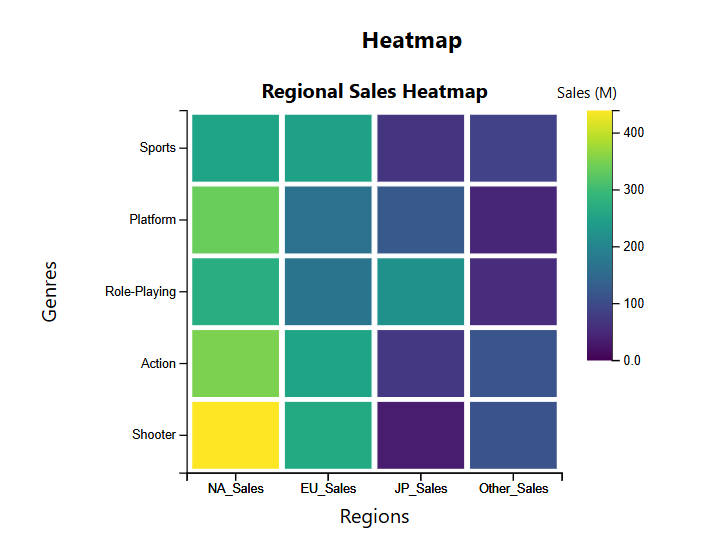 Heatmap
Regional Sales Heatmap
Sales (M)
400
300
200
100
0.0
Genres
Sports
Platform
Role-Playing
Action
Shooter
NA_Sales EU_Sales JP_Sales Other_Sales
Regions